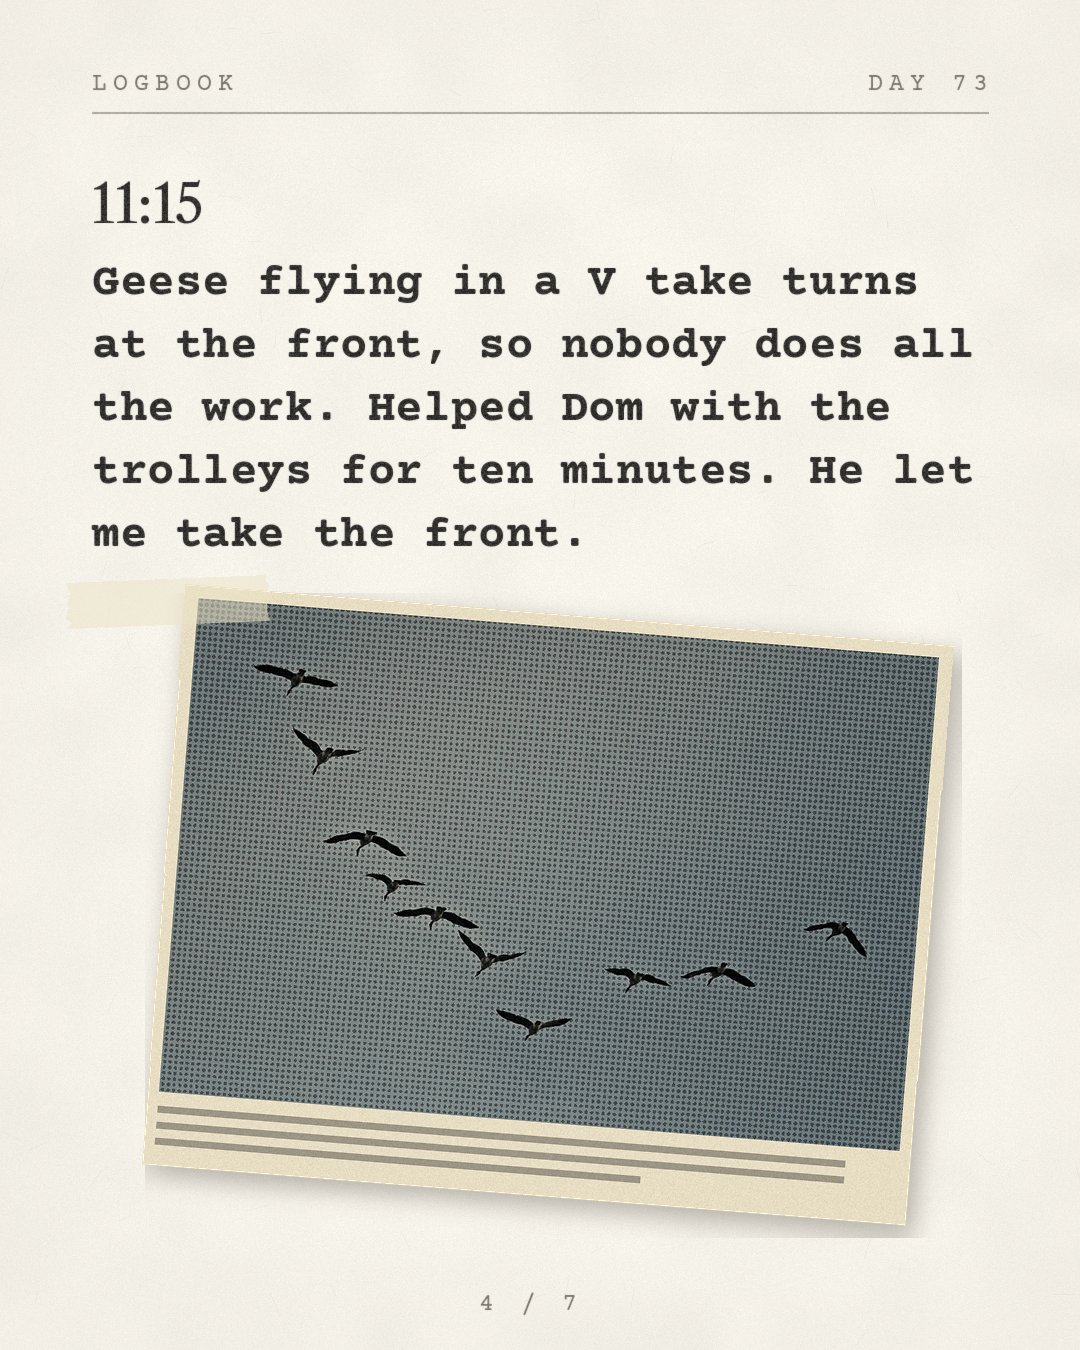 LOGBOOK DAY 73
11:15
Geese flying in a V take turns
at the front, so nobody does all
the work. Helped Dom with the
trolleys for ten minutes. He let
me take the front.
4 / 7